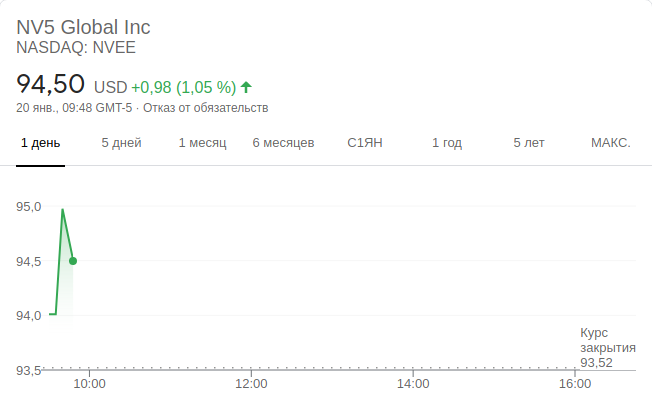 NV5 Global Inc
NASDAQ: NVEE
94,50 USD +0,98 (1,05 %)
20 янв., 09:48 GMT-5 · Отказ от обязательств
1 день 5 дней 1 месяц 6 месяцев С1ЯН 1 год 5 лет МАКС.
95,0
94,5
94,0
Курс
закрытия
93,52
93,5
10:00 12:00 14:00 16:00